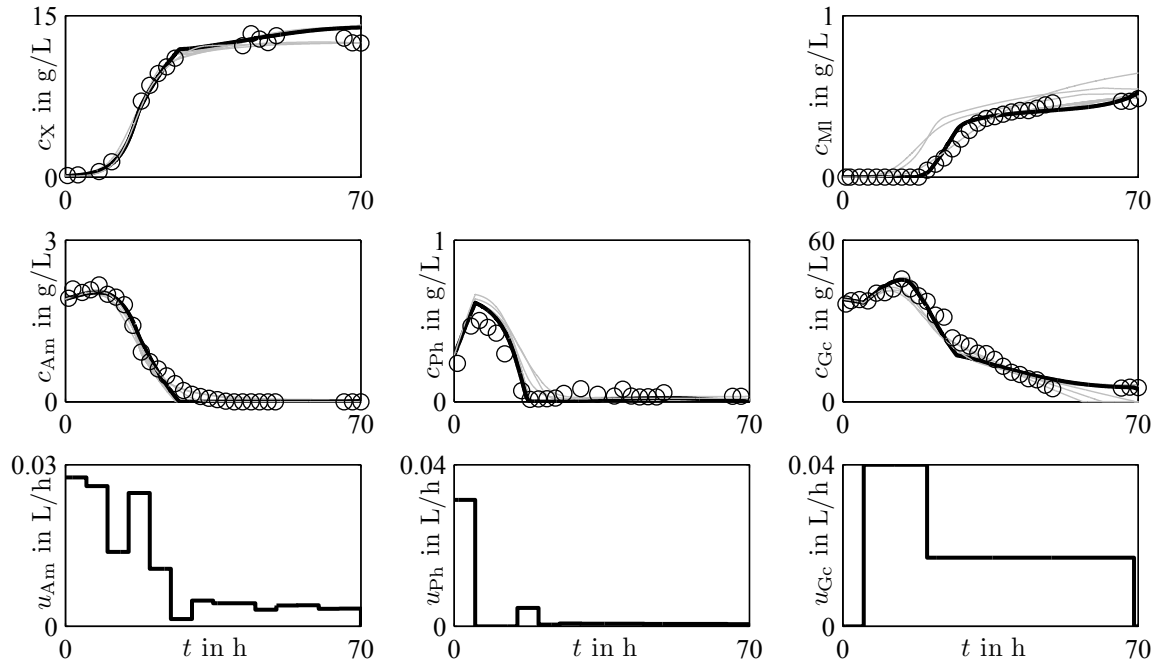 15
c_X in g/L
0
0
70
1
c_Ml in g/L
0
0
70
3
c_Am in g/L
0
0
70
1
c_Ph in g/L
0
0
70
60
c_Gc in g/L
0
0
70
0.03
u_Am in L/h
0
0
t in h
70
0.04
u_Ph in L/h
0
0
t in h
70
0.04
u_Gc in L/h
0
0
t in h
70